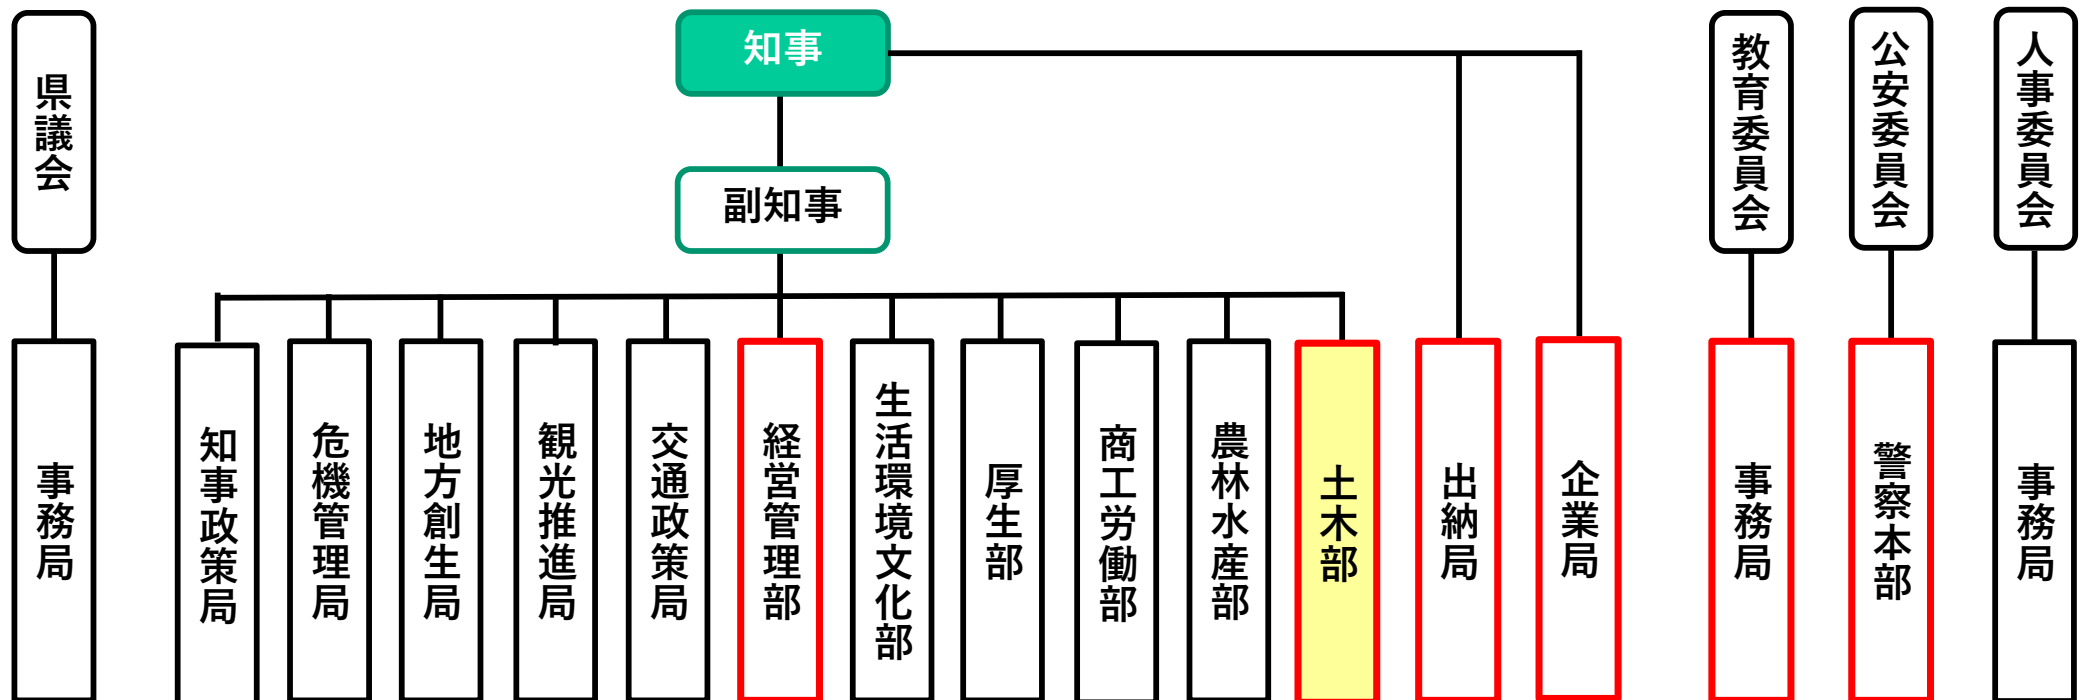 県議会
知事
教育委員会
公安委員会
人事委員会
副知事
事務局
知事政策局
危機管理局
地方創生局
観光推進局
交通政策局
経営管理部
生活環境文化部
厚生部
商工労働部
農林水産部
土木部
出納局
企業局
事務局
警察本部
事務局